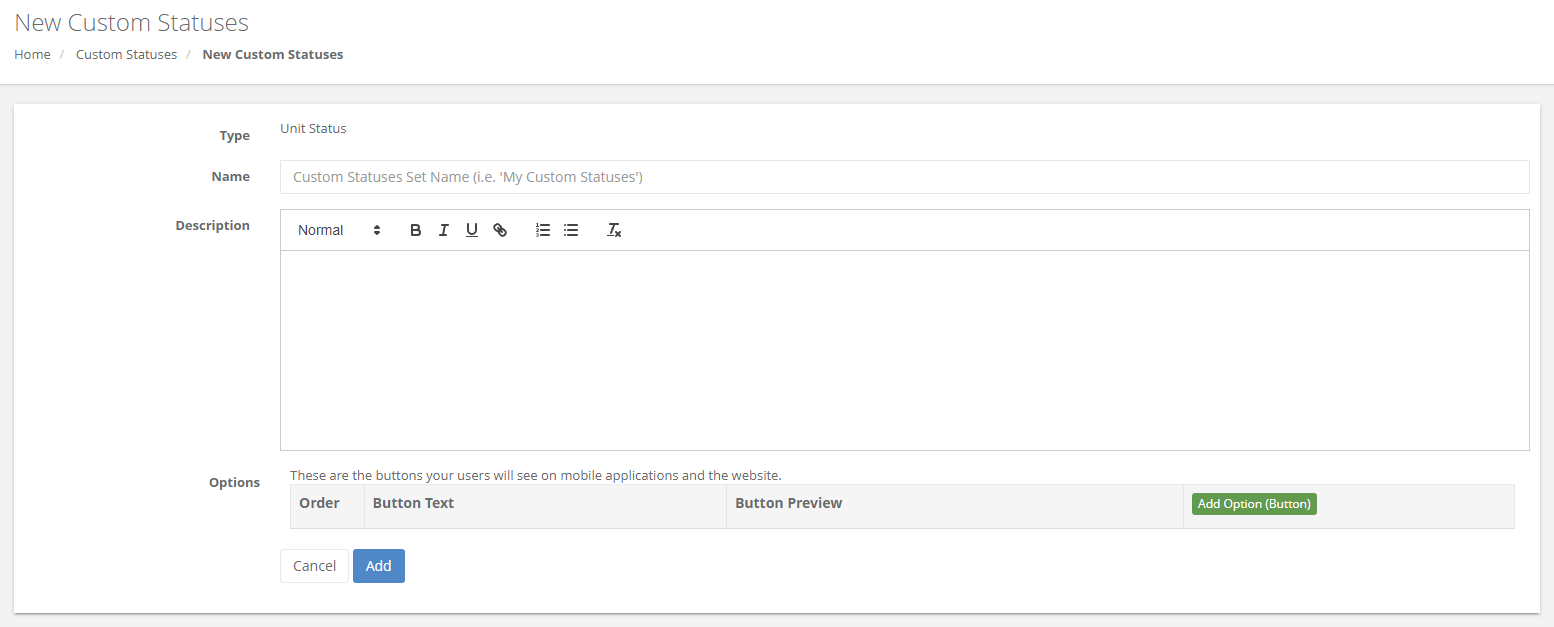 New Custom Statuses
Home / Custom Statuses / New Custom Statuses
Type Unit Status
Name Custom Statuses Set Name (i.e. 'My Custom Statuses')
Description Normal B I U
Options These are the buttons your users will see on mobile applications and the website.
Order Button Text Button Preview Add Option (Button)
Cancel Add